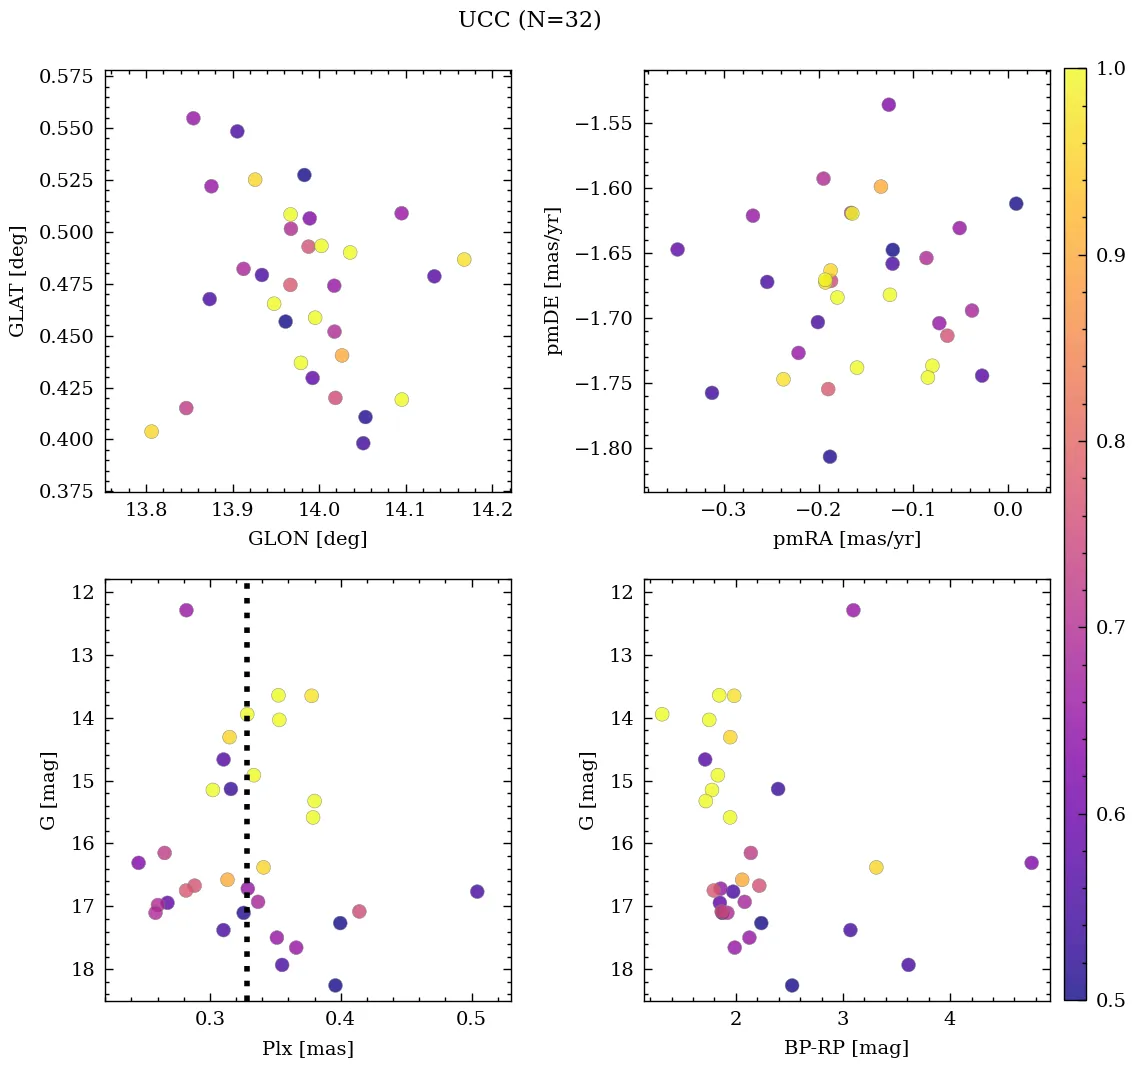 UCC (N=32)
0.575
0.550
0.525
0.500
0.475
0.450
0.425
0.400
0.375
GLAT [deg]
13.8 13.9 14.0 14.1 14.2
GLON [deg]
−1.55
−1.60
−1.65
−1.70
−1.75
−1.80
pmDE [mas/yr]
−0.3 −0.2 −0.1 0.0
pmRA [mas/yr]
12
13
14
15
16
17
18
G [mag]
0.3 0.4 0.5
Plx [mas]
12
13
14
15
16
17
18
G [mag]
2 3 4
BP-RP [mag]
1.0
0.9
0.8
0.7
0.6
0.5